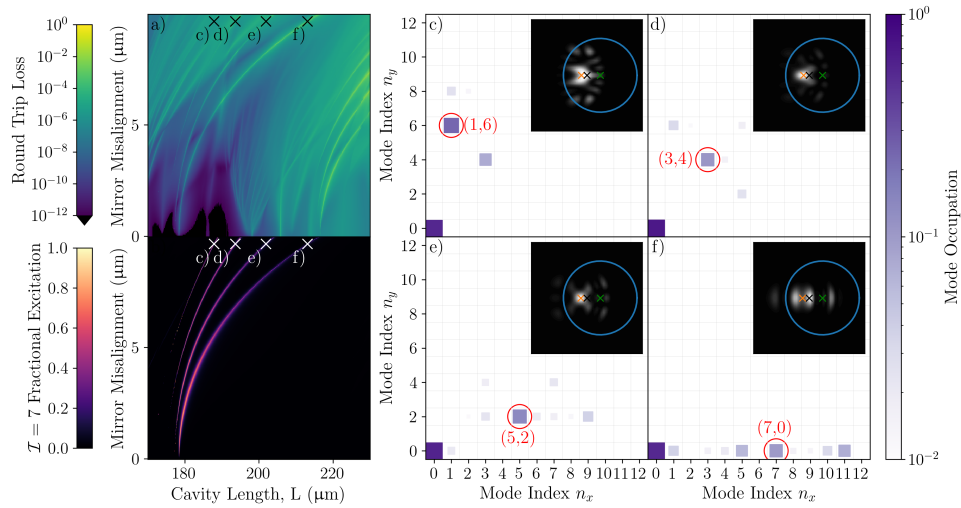 Round Trip Loss
10^0
10^-2
10^-4
10^-6
10^-8
10^-10
10^-12
Mirror Misalignment (µm)
5
0
a)
c) d) e) f)
I = 7 Fractional Excitation
1.0
0.8
0.6
0.4
0.2
0.0
Mirror Misalignment (µm)
5
0
c) d) e) f)
180 200 220
Cavity Length, L (µm)
Mode Index n_y
12
10
8
6
4
2
0
c)
(1,6)
d)
(3,4)
Mode Index n_y
12
10
8
6
4
2
0
e)
(5,2)
0 1 2 3 4 5 6 7 8 9 10 11 12
Mode Index n_x
f)
(7,0)
0 1 2 3 4 5 6 7 8 9 10 11 12
Mode Index n_x
10^0
10^-1
10^-2
Mode Occupation